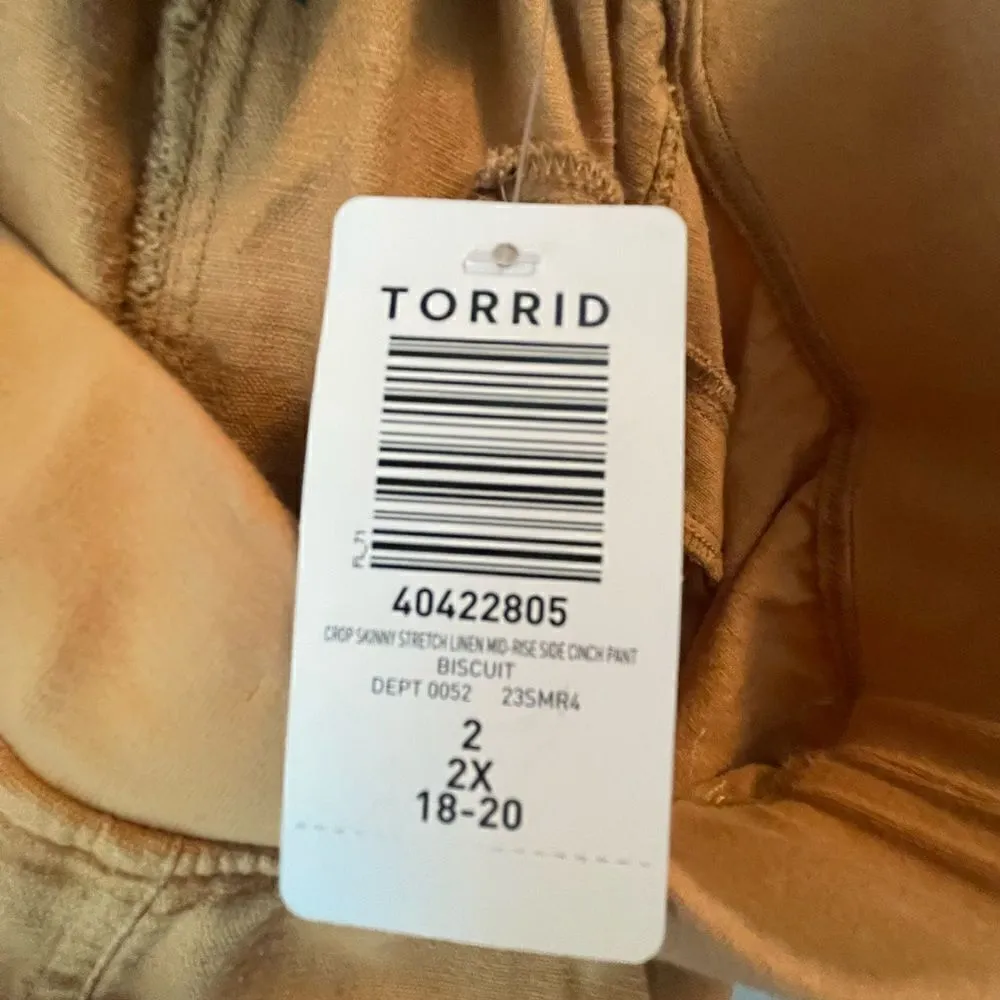 TORRID
40422805
CROP SKINNY STRETCH LINEN MID-RISE SIDE CINCH PANT
BISCUIT
DEPT 0052 23SMR4
2
2X
18-20